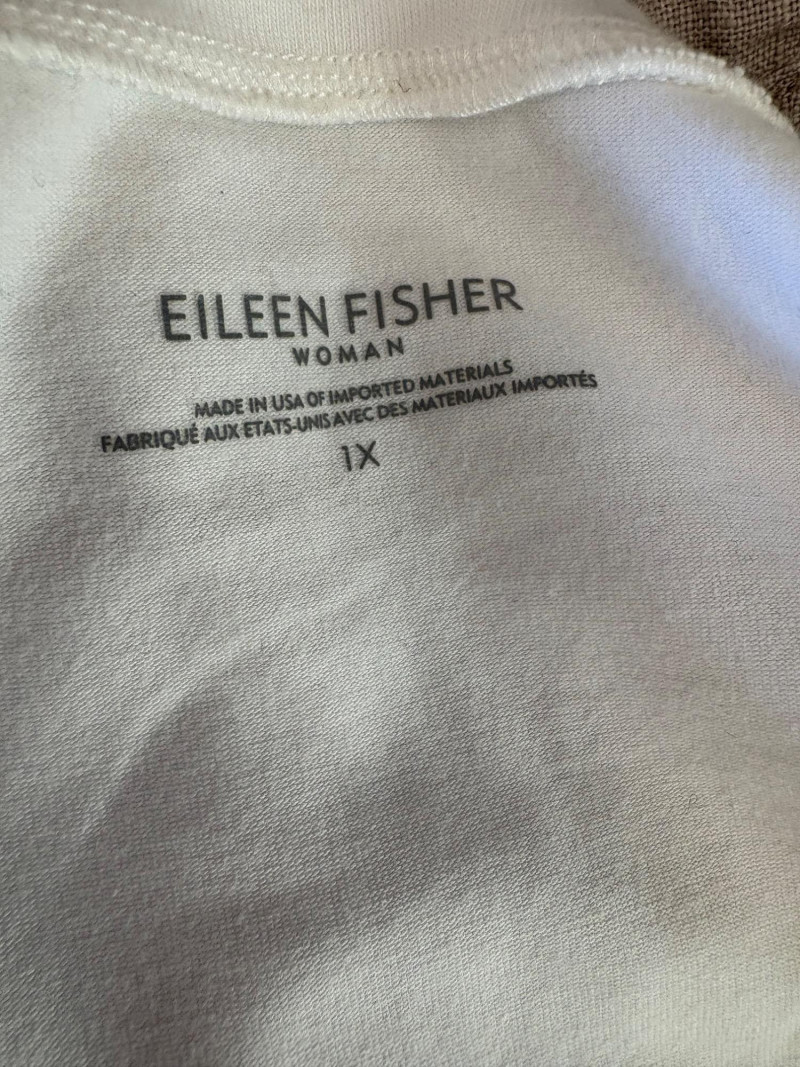 EILEEN FISHER
WOMAN
MADE IN USA OF IMPORTED MATERIALS
FABRIQUÉ AUX ETATS-UNIS AVEC DES MATERIAUX IMPORTÉS
1X